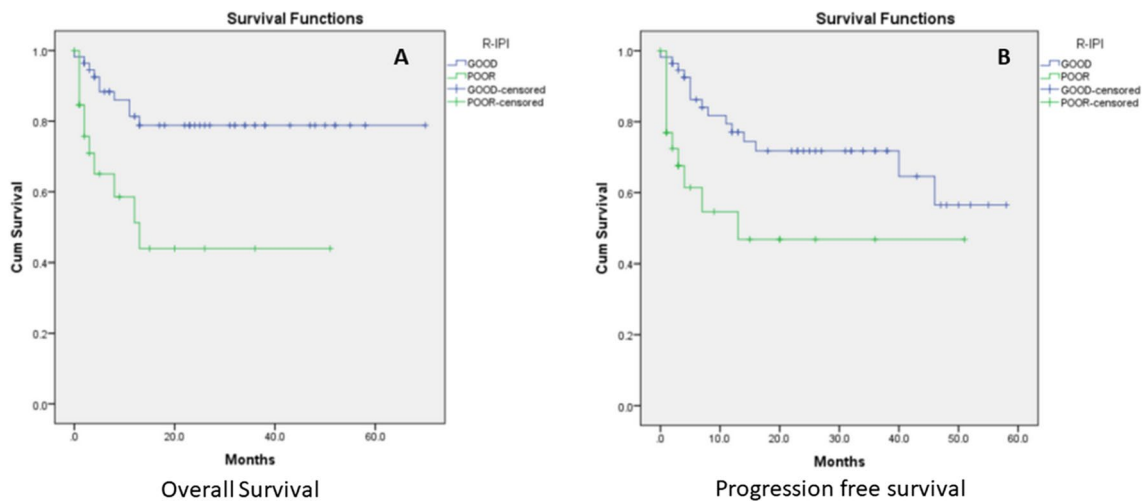 Survival Functions
A
R-IPI
GOOD
POOR
GOOD-censored
POOR-censored
1.0
0.8
0.6
0.4
0.2
0.0
Cum Survival
.0 20.0 40.0 60.0
Months
Overall Survival
Survival Functions
B
R-IPI
GOOD
POOR
GOOD-censored
POOR-censored
1.0
0.8
0.6
0.4
0.2
0.0
Cum Survival
.0 10.0 20.0 30.0 40.0 50.0 60.0
Months
Progression free survival